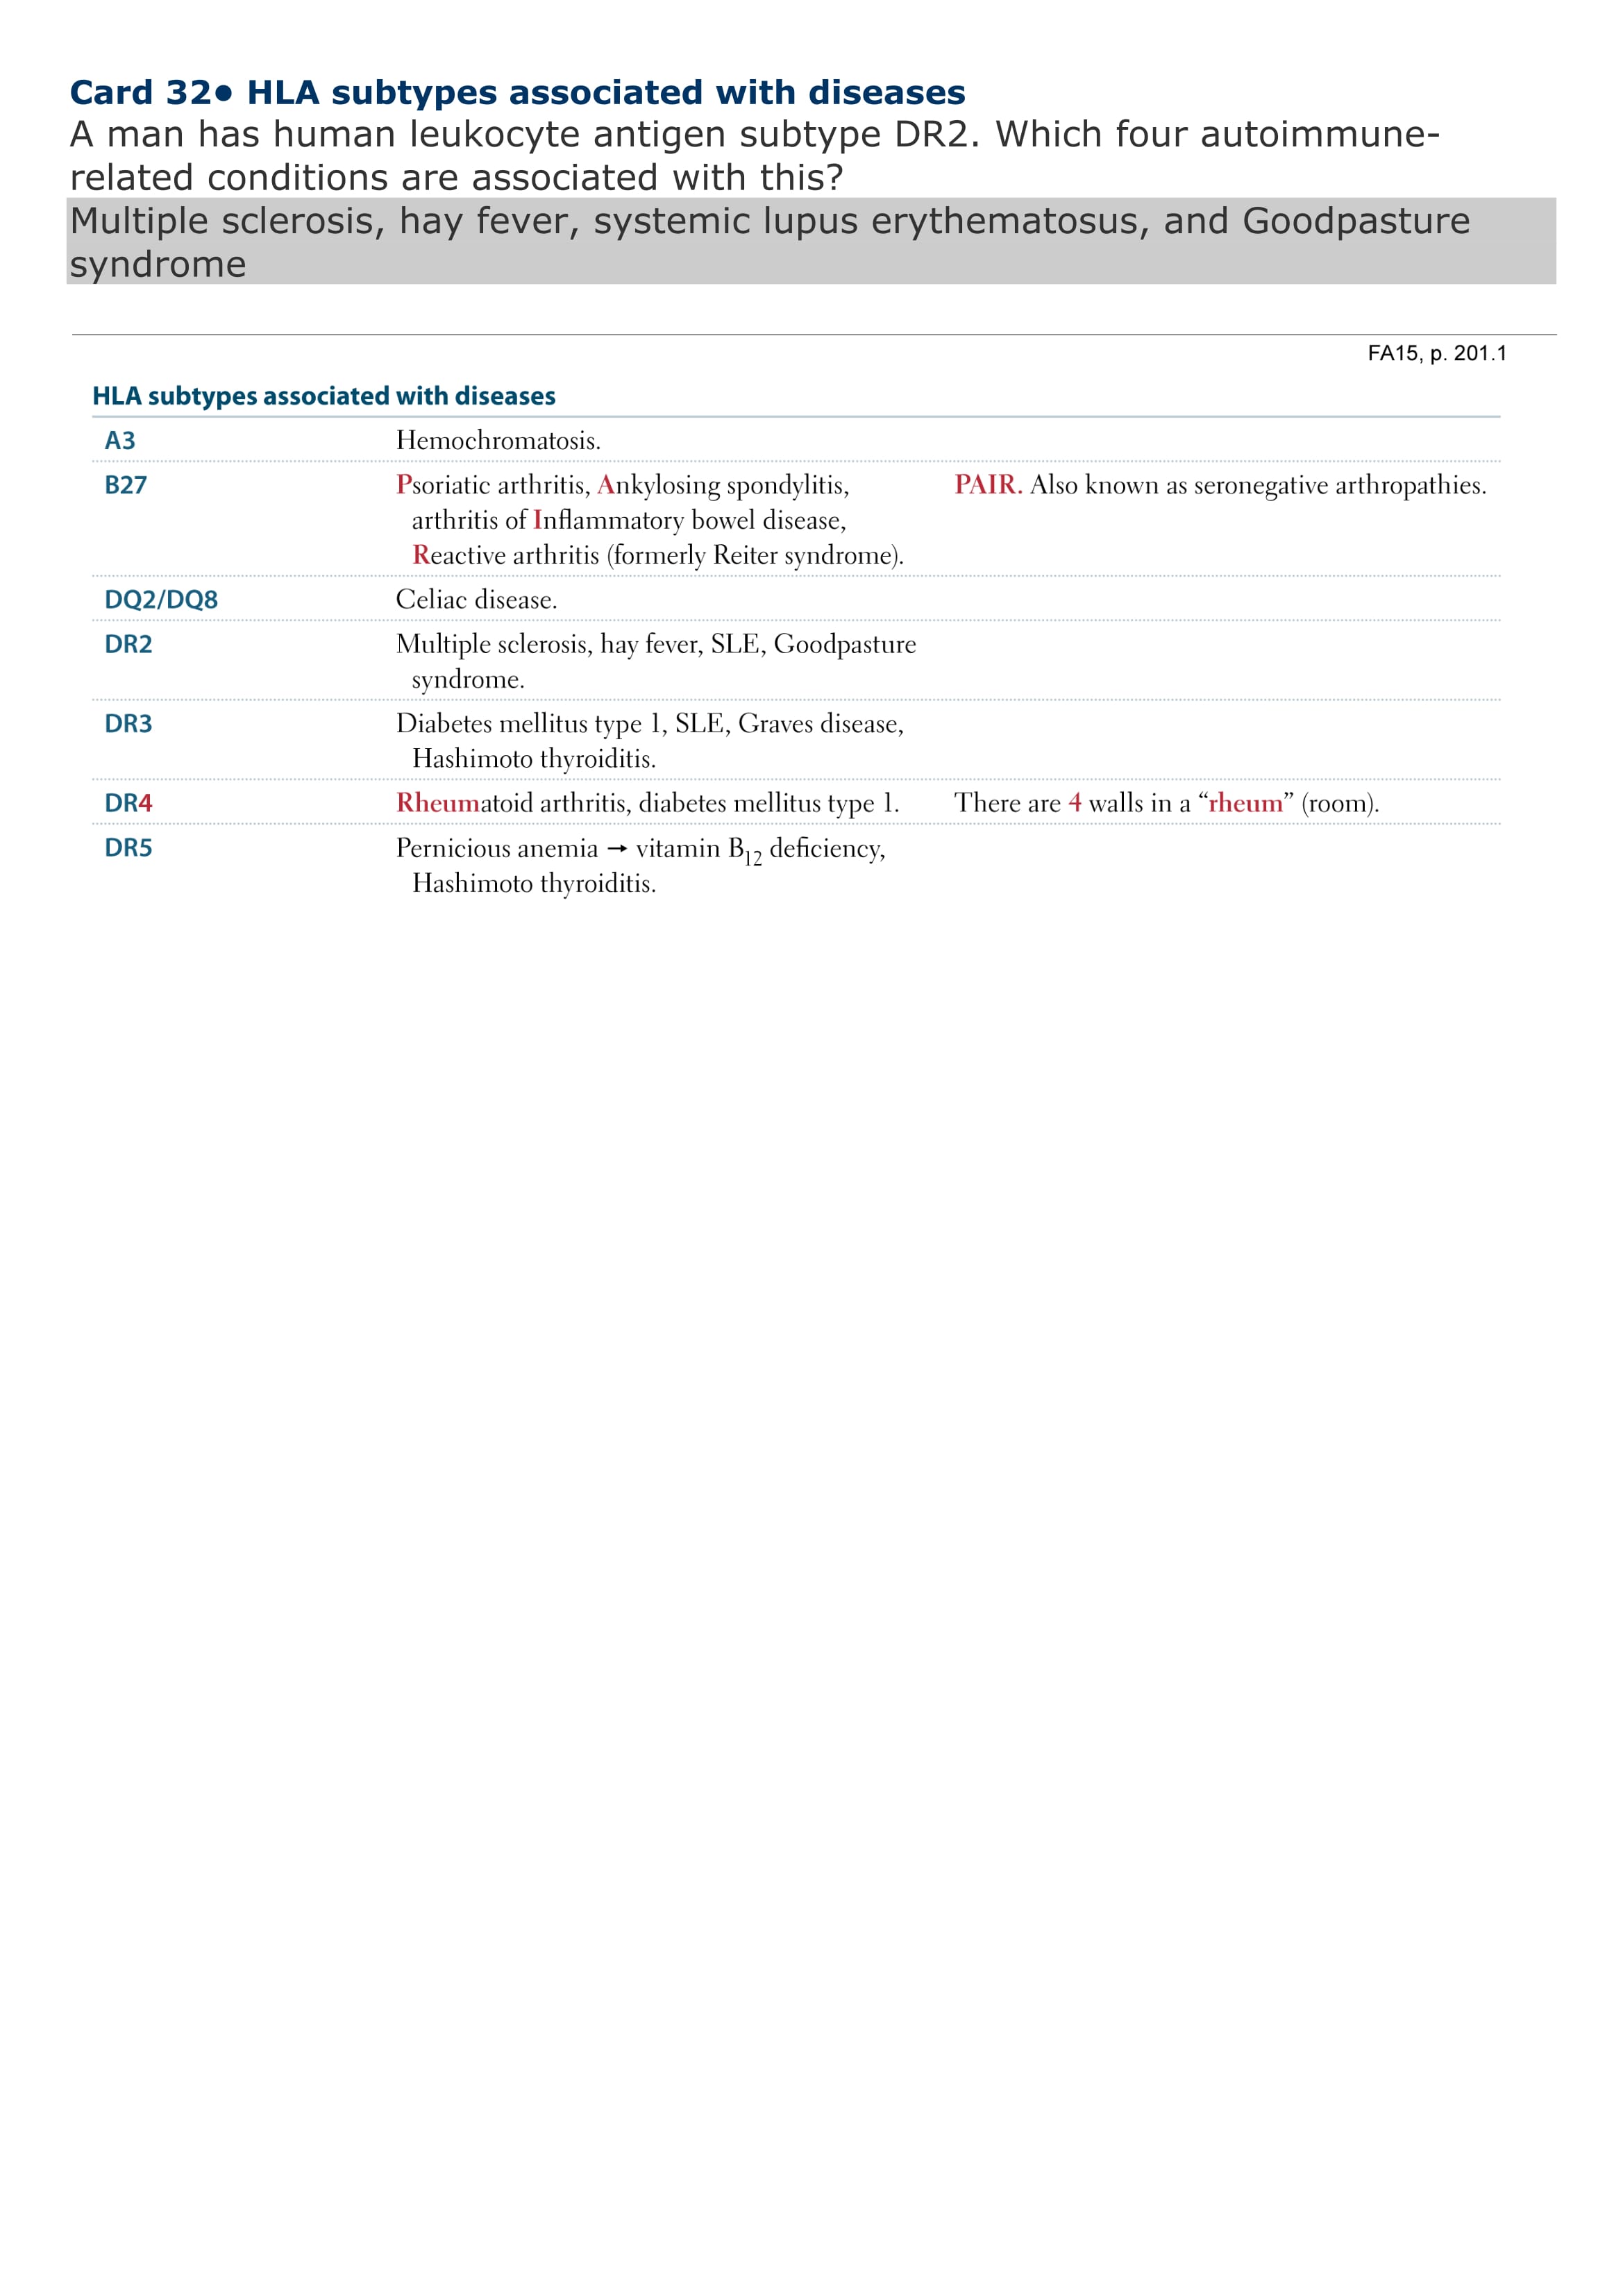 Card 32● HLA subtypes associated with diseases
A man has human leukocyte antigen subtype DR2. Which four autoimmune-
related conditions are associated with this?
Multiple sclerosis, hay fever, systemic lupus erythematosus, and Goodpasture
syndrome
FA15, p. 201.1
HLA subtypes associated with diseases
A3 Hemochromatosis.
B27 Psoriatic arthritis, Ankylosing spondylitis, PAIR. Also known as seronegative arthropathies.
arthritis of Inflammatory bowel disease,
Reactive arthritis (formerly Reiter syndrome).
DQ2/DQ8 Celiac disease.
DR2 Multiple sclerosis, hay fever, SLE, Goodpasture
syndrome.
DR3 Diabetes mellitus type 1, SLE, Graves disease,
Hashimoto thyroiditis.
DR4 Rheumatoid arthritis, diabetes mellitus type 1. There are 4 walls in a “rheum” (room).
DR5 Pernicious anemia → vitamin B12 deficiency,
Hashimoto thyroiditis.